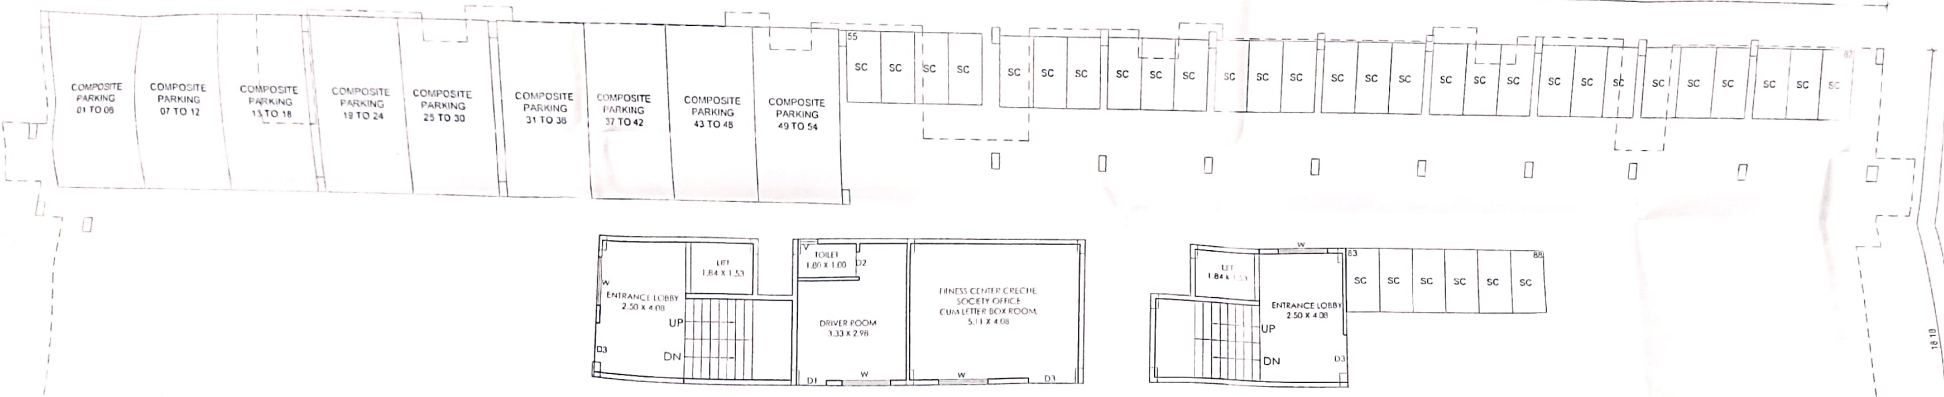 COMPOSITE
PARKING
01 TO 06
COMPOSITE
PARKING
07 TO 12
COMPOSITE
PARKING
13 TO 18
COMPOSITE
PARKING
19 TO 24
COMPOSITE
PARKING
25 TO 30
COMPOSITE
PARKING
31 TO 36
COMPOSITE
PARKING
37 TO 42
COMPOSITE
PARKING
43 TO 48
COMPOSITE
PARKING
49 TO 54
55
SC SC SC SC SC SC SC SC SC SC SC SC SC SC SC SC SC SC SC SC SC SC SC SC SC SC SC SC
82
LIFT
1.84 X 1.53
W
ENTRANCE LOBBY
2.50 X 4.08
UP
DN
D3
TOILET
1.80 X 1.00
D2
DRIVER ROOM
3.33 X 2.98
D1
W
FITNESS CENTER CRECHE
SOCIETY OFFICE
CUM LETTER BOX ROOM
5.11 X 4.08
W
D3
W
LIFT
1.84 X 1.53
ENTRANCE LOBBY
2.50 X 4.08
UP
DN
D3
83
88
SC SC SC SC SC SC
18.18